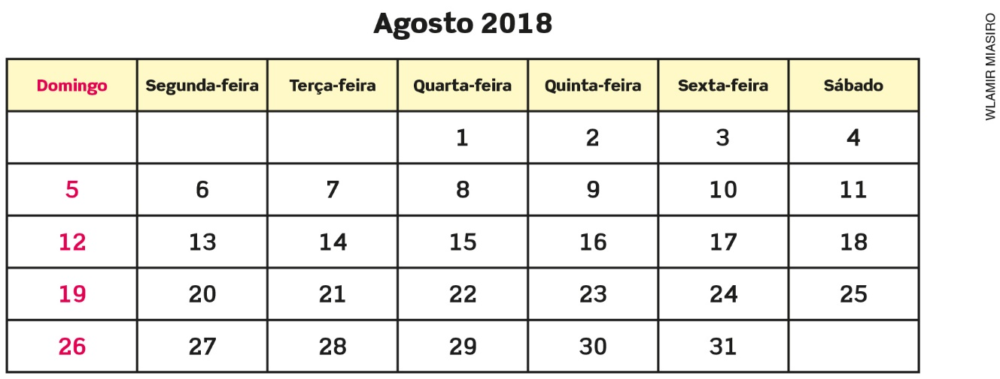 Agosto 2018
Domingo Segunda-feira Terça-feira Quarta-feira Quinta-feira Sexta-feira Sábado
1 2 3 4
5 6 7 8 9 10 11
12 13 14 15 16 17 18
19 20 21 22 23 24 25
26 27 28 29 30 31
WLAMIR MIASIRO